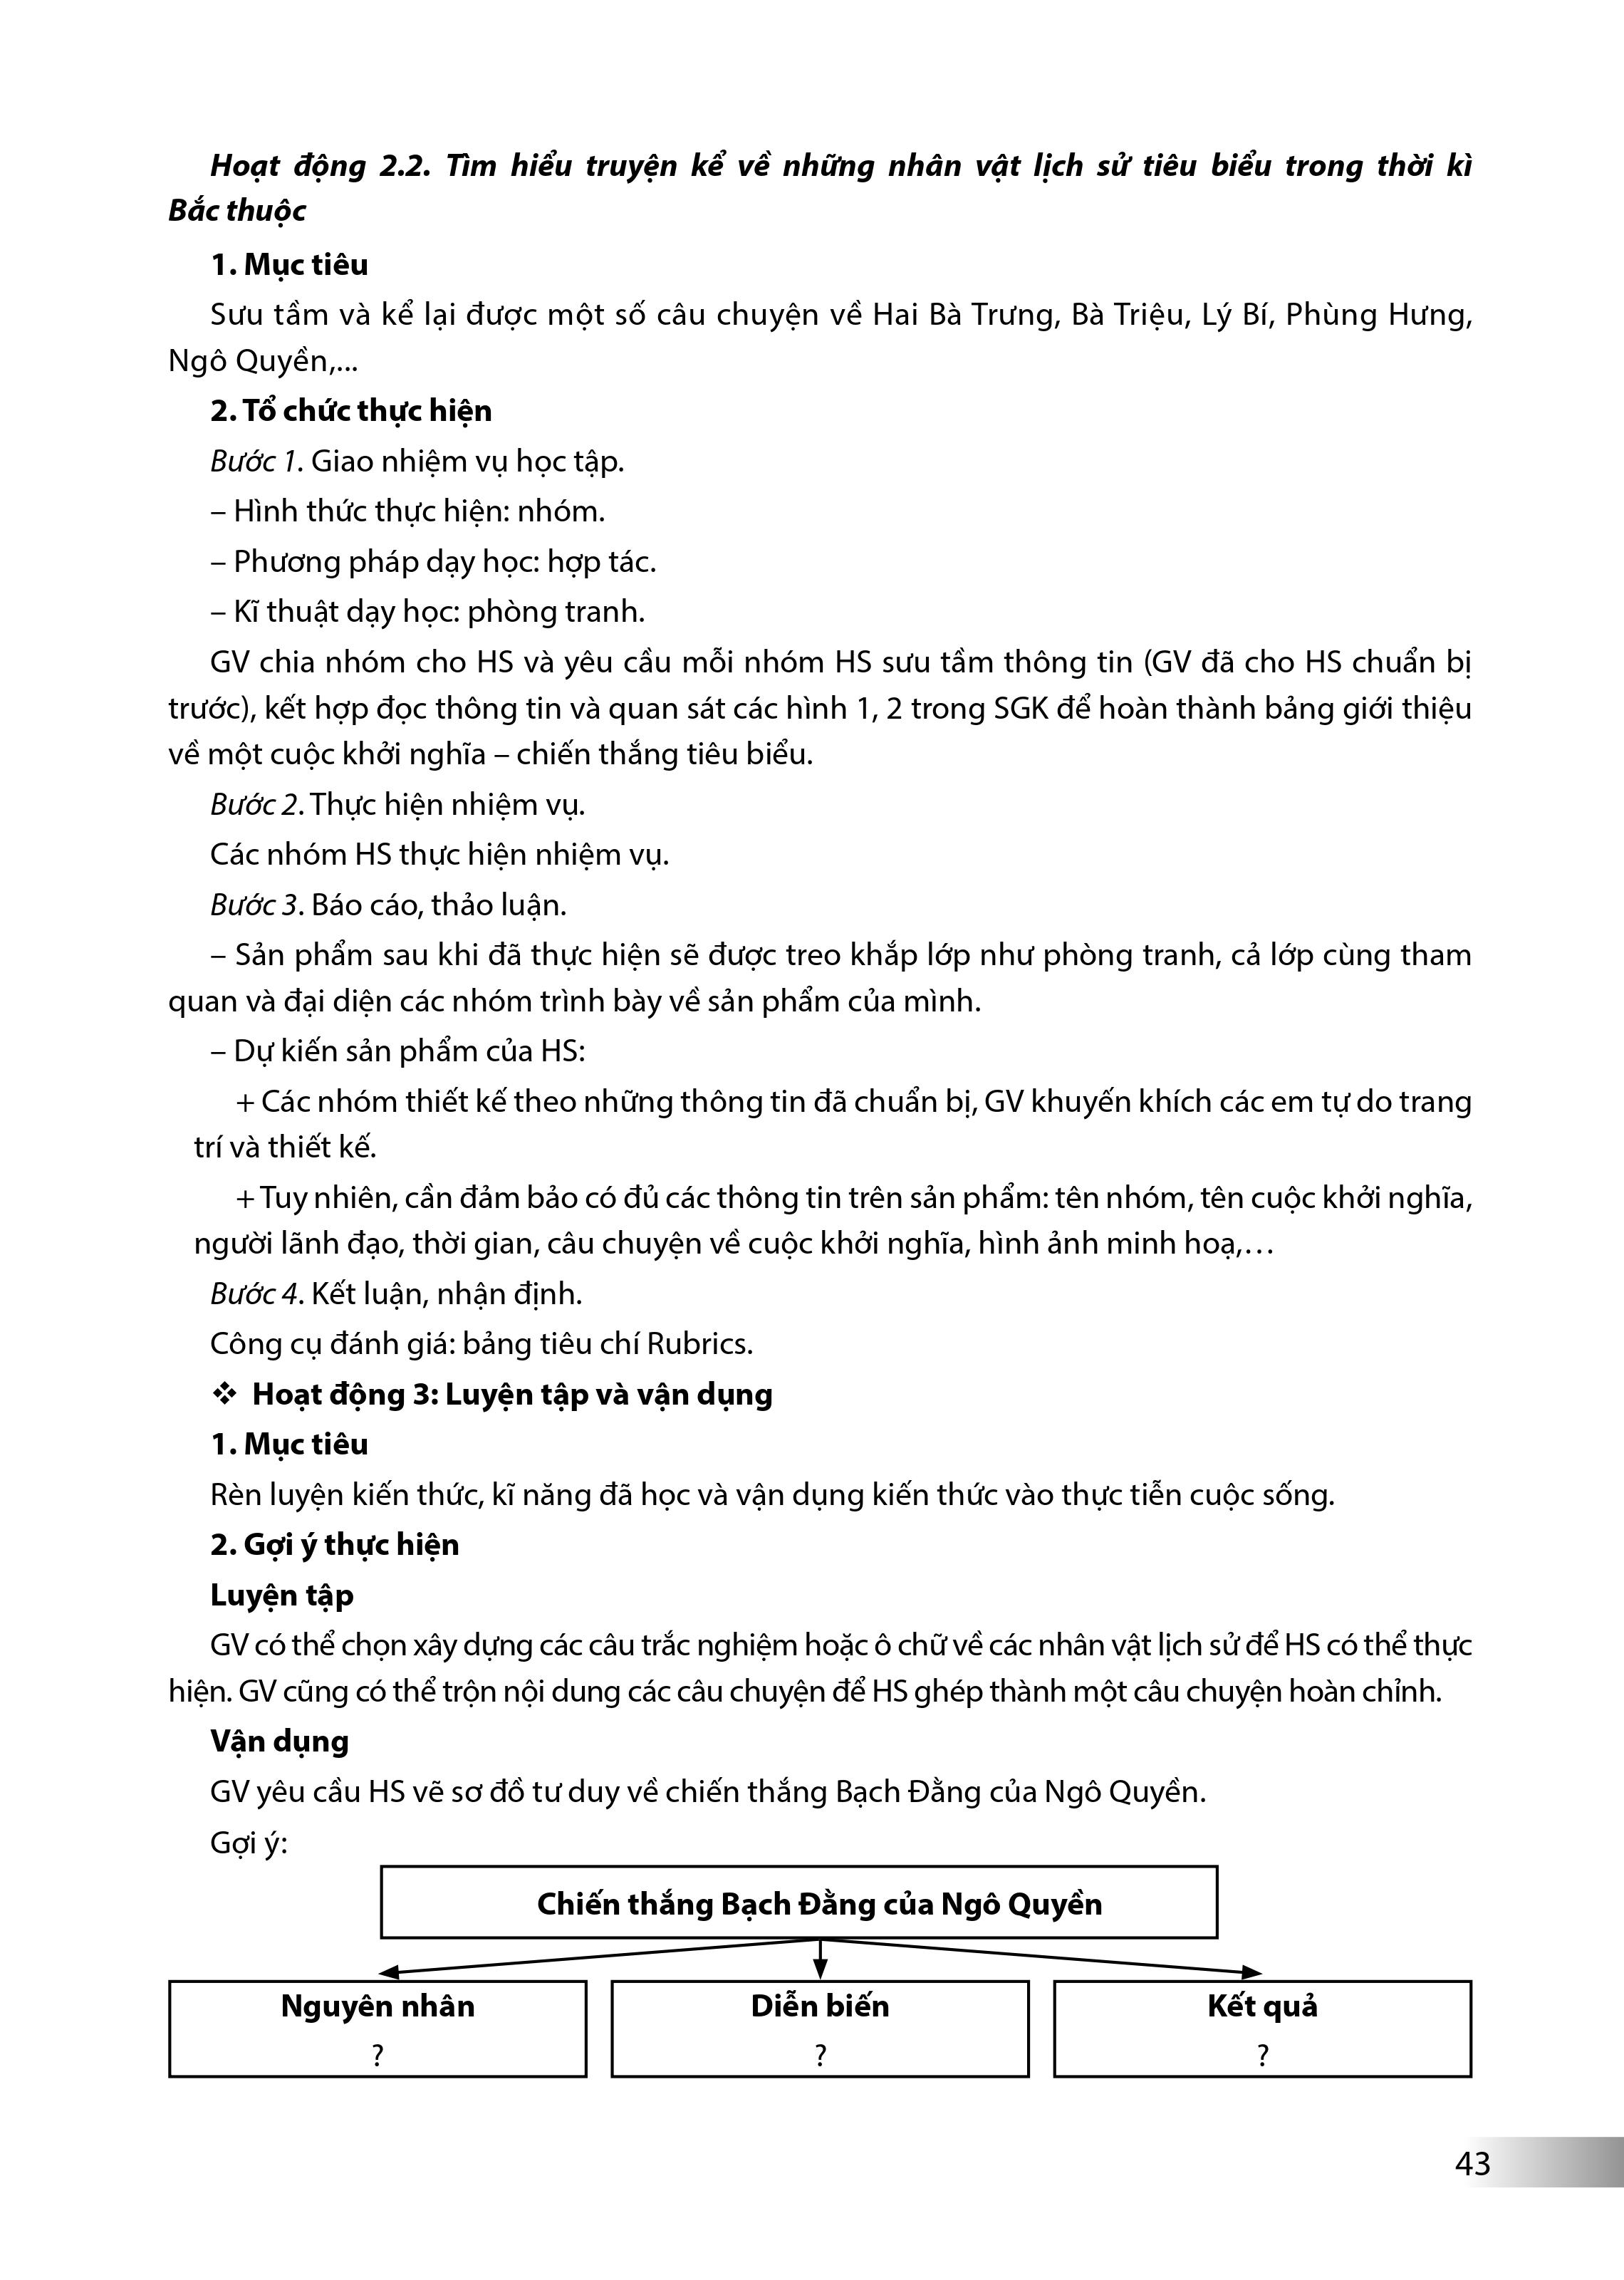 Hoạt động 2.2. Tìm hiểu truyện kể về những nhân vật lịch sử tiêu biểu trong thời kì
Bắc thuộc
1. Mục tiêu
Sưu tầm và kể lại được một số câu chuyện về Hai Bà Trưng, Bà Triệu, Lý Bí, Phùng Hưng,
Ngô Quyền,...
2. Tổ chức thực hiện
Bước 1. Giao nhiệm vụ học tập.
– Hình thức thực hiện: nhóm.
– Phương pháp dạy học: hợp tác.
– Kĩ thuật dạy học: phòng tranh.
GV chia nhóm cho HS và yêu cầu mỗi nhóm HS sưu tầm thông tin (GV đã cho HS chuẩn bị
trước), kết hợp đọc thông tin và quan sát các hình 1, 2 trong SGK để hoàn thành bảng giới thiệu
về một cuộc khởi nghĩa – chiến thắng tiêu biểu.
Bước 2. Thực hiện nhiệm vụ.
Các nhóm HS thực hiện nhiệm vụ.
Bước 3. Báo cáo, thảo luận.
– Sản phẩm sau khi đã thực hiện sẽ được treo khắp lớp như phòng tranh, cả lớp cùng tham
quan và đại diện các nhóm trình bày về sản phẩm của mình.
– Dự kiến sản phẩm của HS:
+ Các nhóm thiết kế theo những thông tin đã chuẩn bị, GV khuyến khích các em tự do trang
trí và thiết kế.
+ Tuy nhiên, cần đảm bảo có đủ các thông tin trên sản phẩm: tên nhóm, tên cuộc khởi nghĩa,
người lãnh đạo, thời gian, câu chuyện về cuộc khởi nghĩa, hình ảnh minh hoạ,…
Bước 4. Kết luận, nhận định.
Công cụ đánh giá: bảng tiêu chí Rubrics.
❖ Hoạt động 3: Luyện tập và vận dụng
1. Mục tiêu
Rèn luyện kiến thức, kĩ năng đã học và vận dụng kiến thức vào thực tiễn cuộc sống.
2. Gợi ý thực hiện
Luyện tập
GV có thể chọn xây dựng các câu trắc nghiệm hoặc ô chữ về các nhân vật lịch sử để HS có thể thực
hiện. GV cũng có thể trộn nội dung các câu chuyện để HS ghép thành một câu chuyện hoàn chỉnh.
Vận dụng
GV yêu cầu HS vẽ sơ đồ tư duy về chiến thắng Bạch Đằng của Ngô Quyền.
Gợi ý:
Chiến thắng Bạch Đằng của Ngô Quyền
Nguyên nhân
?
Diễn biến
?
Kết quả
?
43